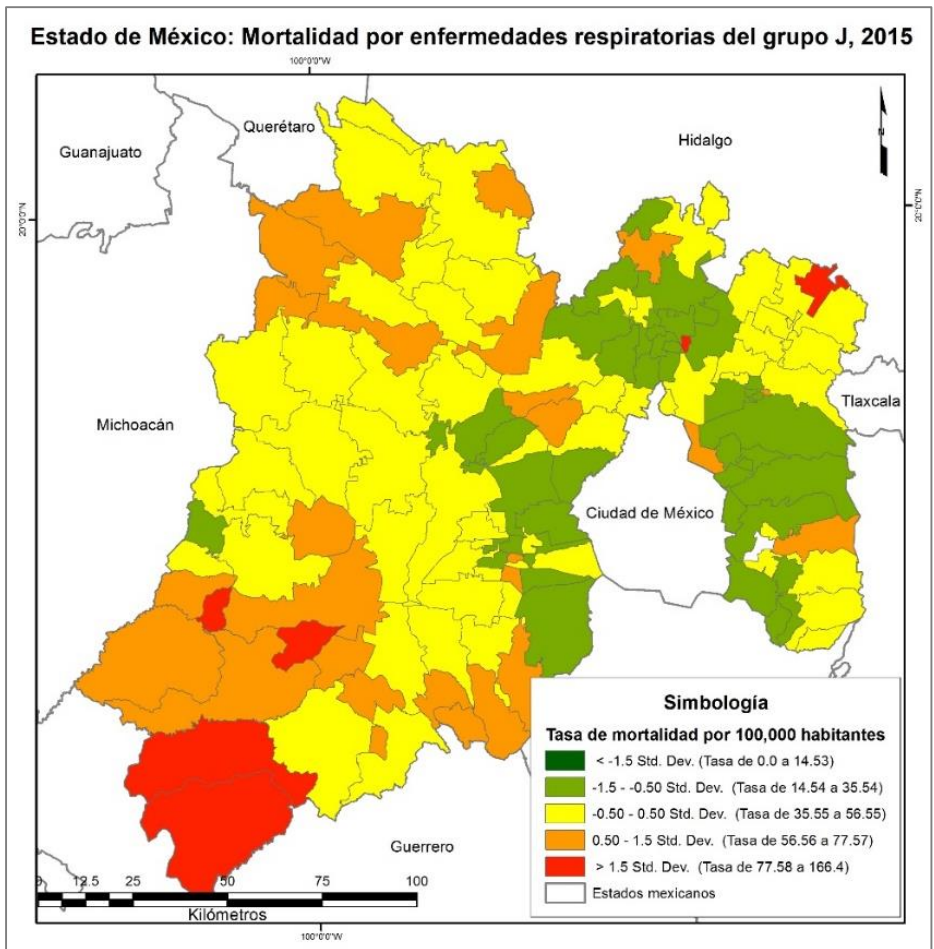 Estado de México: Mortalidad por enfermedades respiratorias del grupo J, 2015
100°0'0"W
Querétaro
Hidalgo
Guanajuato
20°0'0"N
20°0'0"N
Tlaxcala
Michoacán
Ciudad de México
Simbología
Tasa de mortalidad por 100,000 habitantes
< -1.5 Std. Dev. (Tasa de 0.0 a 14.53)
-1.5 - -0.50 Std. Dev. (Tasa de 14.54 a 35.54)
-0.50 - 0.50 Std. Dev. (Tasa de 35.55 a 56.55)
0.50 - 1.5 Std. Dev. (Tasa de 56.56 a 77.57)
> 1.5 Std. Dev. (Tasa de 77.58 a 166.4)
Estados mexicanos
Guerrero
0 12.5 25 50 75 100
Kilómetros
100°0'0"W